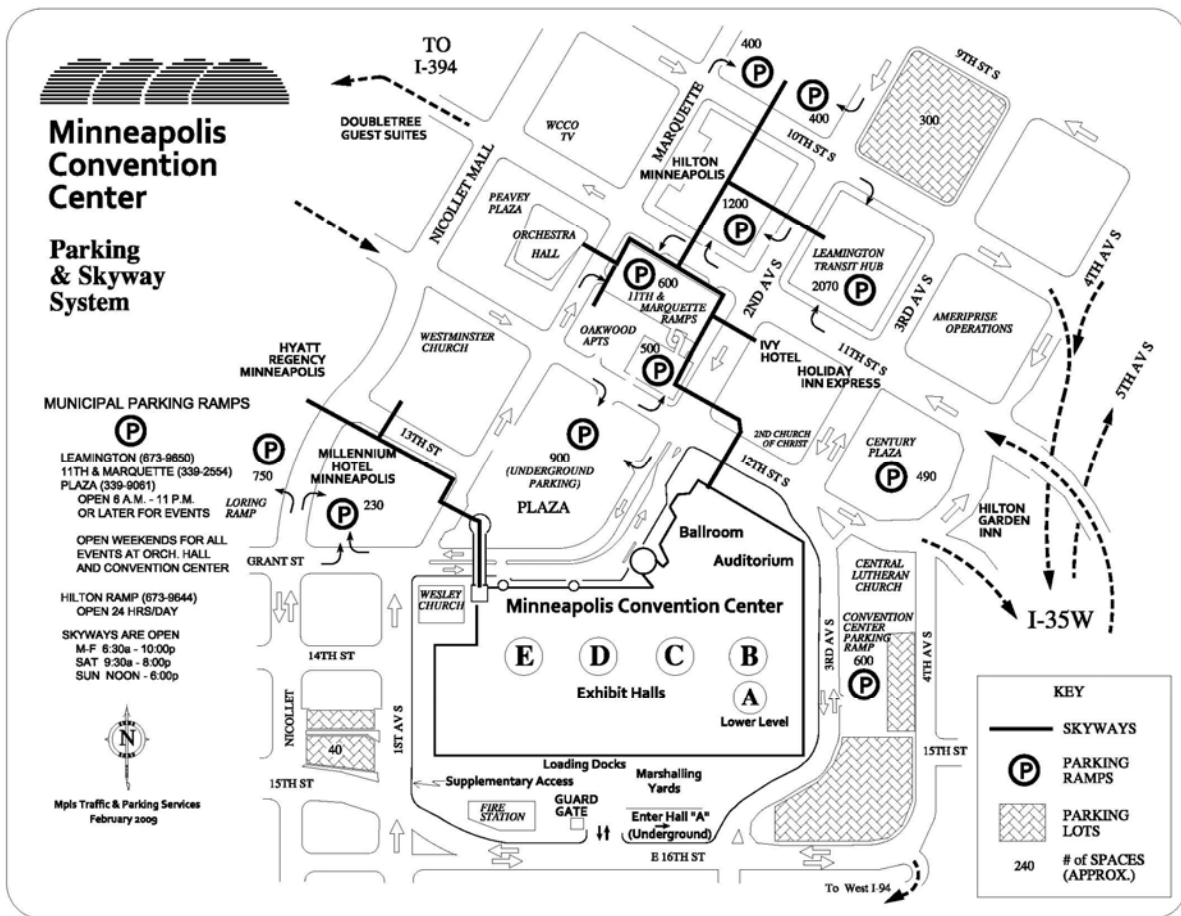 Minneapolis
Convention
Center
Parking
& Skyway
System
TO
I-394
DOUBLETREE
GUEST SUITES
NICOLLET MALL
WCCO
TV
MARQUETTE
400
P
P
400
9TH ST S
300
10TH ST S
HILTON
MINNEAPOLIS
1200
P
PEAVEY
PLAZA
ORCHESTRA
HALL
P
600
11TH &
MARQUETTE
RAMPS
2ND AV S
LEAMINGTON
TRANSIT HUB
2070 P
3RD AV S
4TH AV S
5TH AV S
AMERIPRISE
OPERATIONS
11TH ST S
OAKWOOD
APTS
500
P
IVY
HOTEL
HOLIDAY
INN EXPRESS
WESTMINSTER
CHURCH
HYATT
REGENCY
MINNEAPOLIS
2ND CHURCH
OF CHRIST
12TH ST S
CENTURY
PLAZA
P 490
HILTON
GARDEN
INN
13TH ST
MILLENNIUM
HOTEL
MINNEAPOLIS
P 230
P
750
LORING
RAMP
P
900
(UNDERGROUND
PARKING)
PLAZA
GRANT ST
MUNICIPAL PARKING RAMPS
P
LEAMINGTON (673-9650)
11TH & MARQUETTE (339-2554)
PLAZA (339-9061)
OPEN 6 A.M. - 11 P.M.
OR LATER FOR EVENTS
OPEN WEEKENDS FOR ALL
EVENTS AT ORCH. HALL
AND CONVENTION CENTER
HILTON RAMP (673-9644)
OPEN 24 HRS/DAY
SKYWAYS ARE OPEN
M-F 6:30a - 10:00p
SAT 9:30a - 8:00p
SUN NOON - 6:00p
N
Mpls Traffic & Parking Services
February 2009
Ballroom
Auditorium
WESLEY
CHURCH
Minneapolis Convention Center
E D C B
A
Exhibit Halls
Lower Level
CENTRAL
LUTHERAN
CHURCH
CONVENTION
CENTER
PARKING
RAMP
600
P
3RD AV S
4TH AV S
I-35W
14TH ST
NICOLLET
40
1ST AV S
15TH ST
15TH ST
Loading Docks
Supplementary Access
Marshalling
Yards
FIRE
STATION
GUARD
GATE
Enter Hall "A"
(Underground)
E 16TH ST
To West I-94
KEY
SKYWAYS
P PARKING
RAMPS
PARKING
LOTS
240 # of SPACES
(APPROX.)